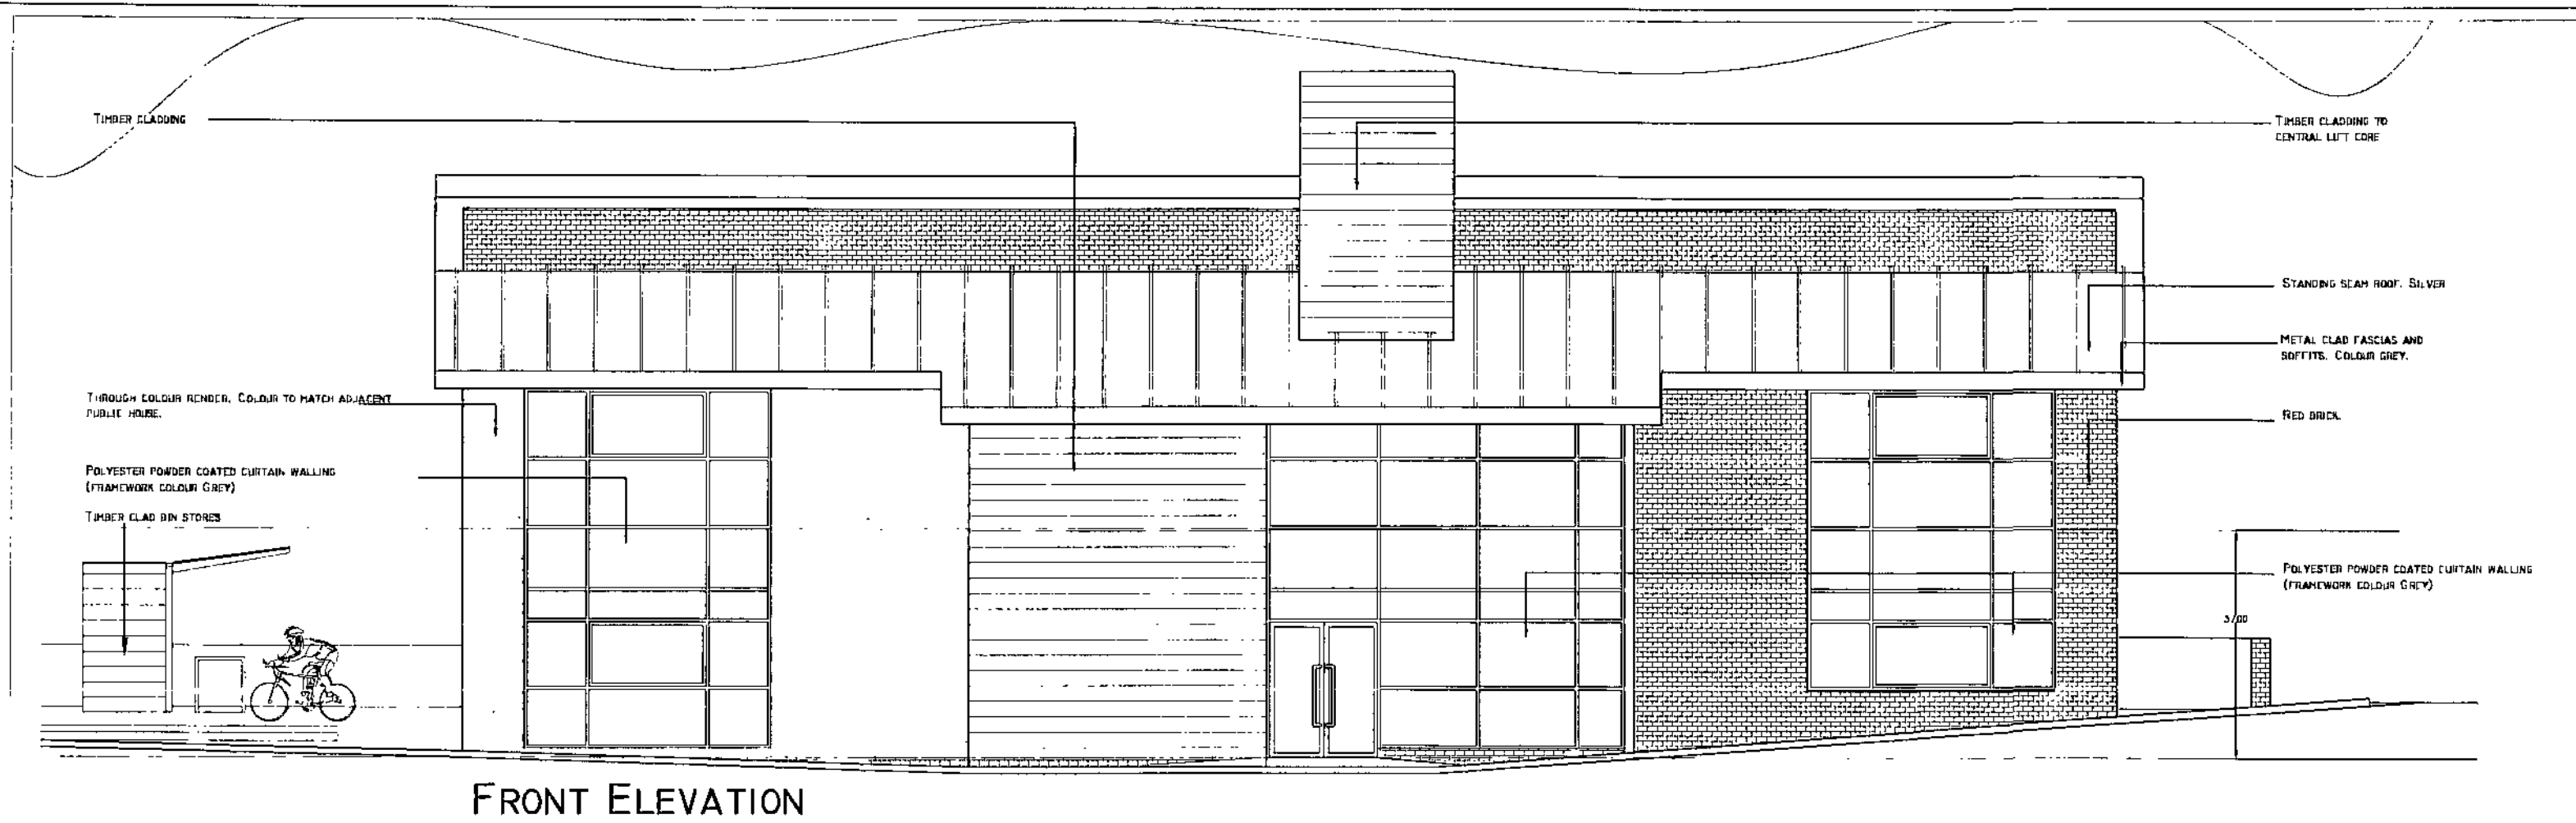 TIMBER CLADDING
TIMBER CLADDING TO
CENTRAL LIFT CORE
STANDING SEAM ROOF. SILVER
METAL CLAD FASCIAS AND
SOFFITS. COLOUR GREY.
THROUGH COLOUR RENDER. COLOUR TO MATCH ADJACENT
PUBLIC HOUSE.
RED BRICK.
POLYESTER POWDER COATED CURTAIN WALLING
(FRAMEWORK COLOUR GREY)
TIMBER CLAD BIN STORES
POLYESTER POWDER COATED CURTAIN WALLING
(FRAMEWORK COLOUR GREY)
FRONT ELEVATION